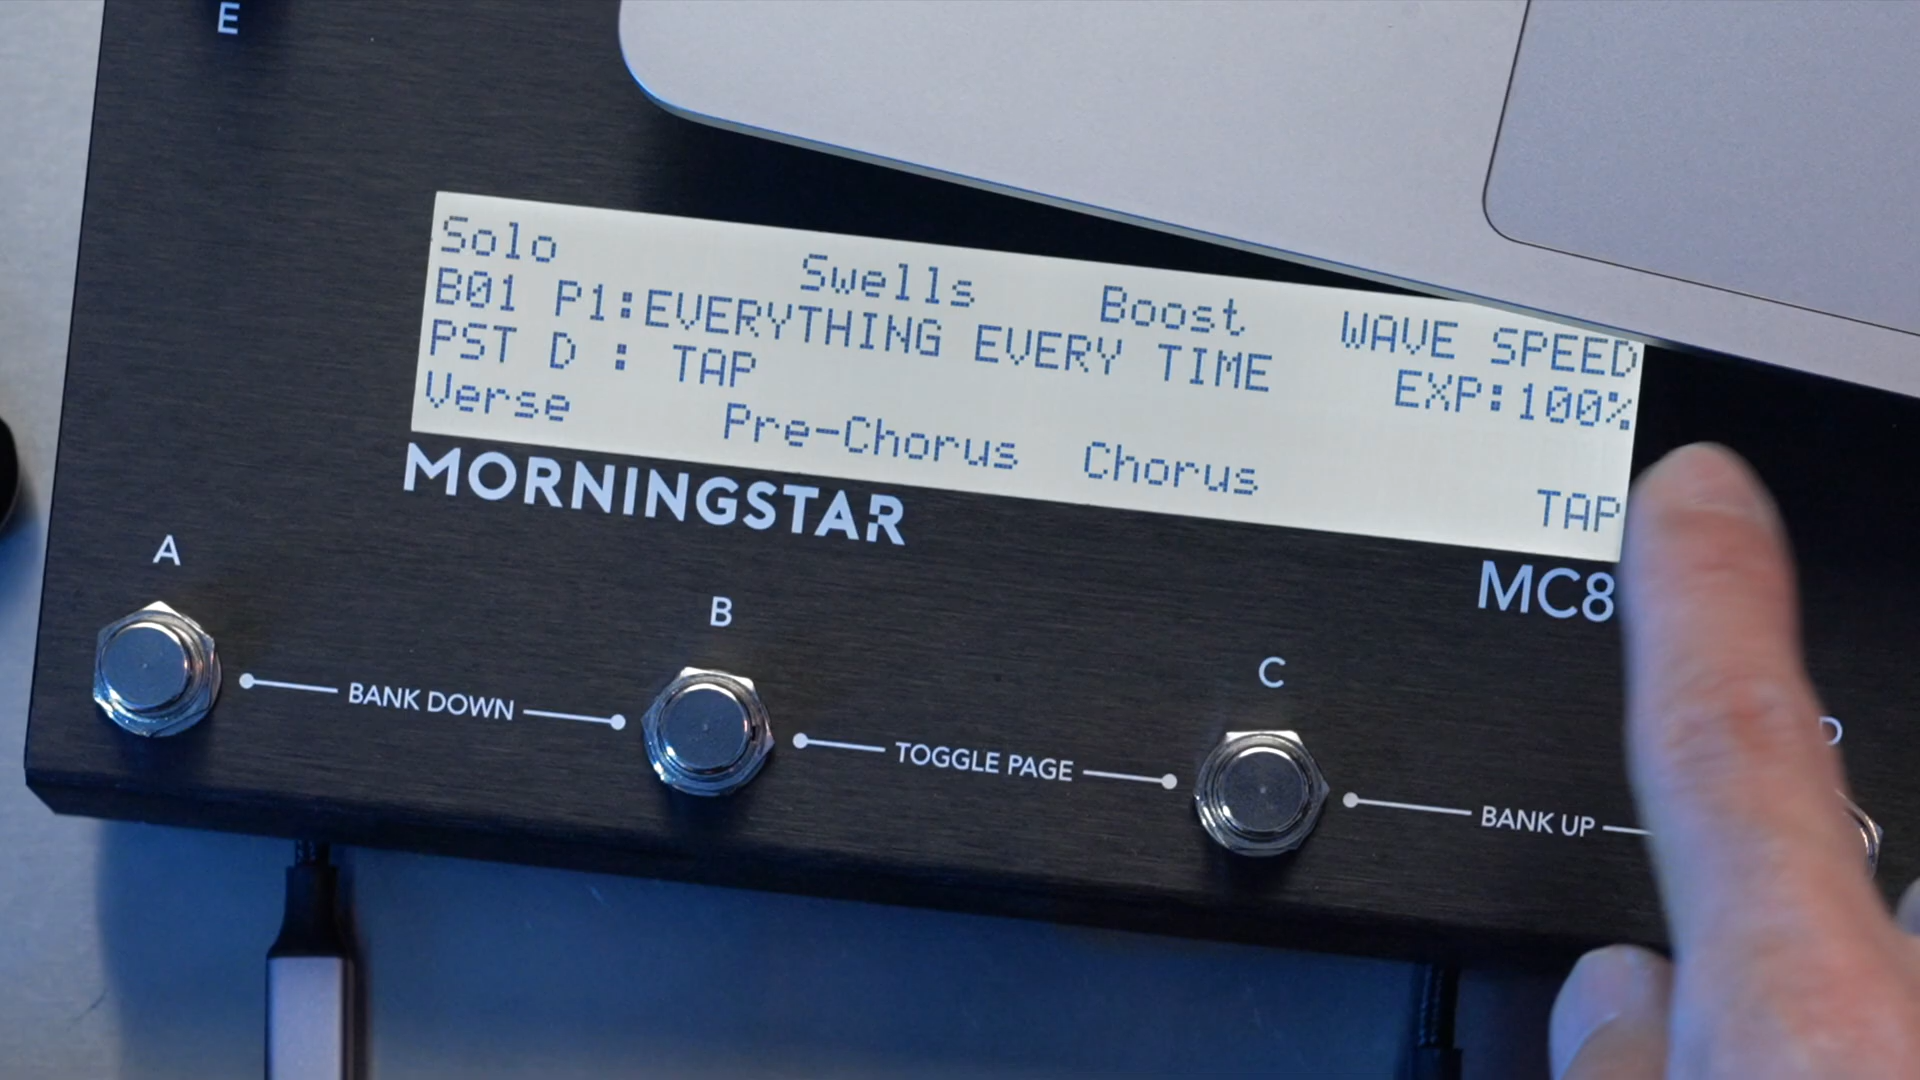 E
Solo Swells Boost WAVE SPEED
B01 P1:EVERYTHING EVERY TIME EXP:100%
PST D : TAP
Verse Pre-Chorus Chorus TAP
MORNINGSTAR
MC8
A
B
C
D
BANK DOWN
TOGGLE PAGE
BANK UP